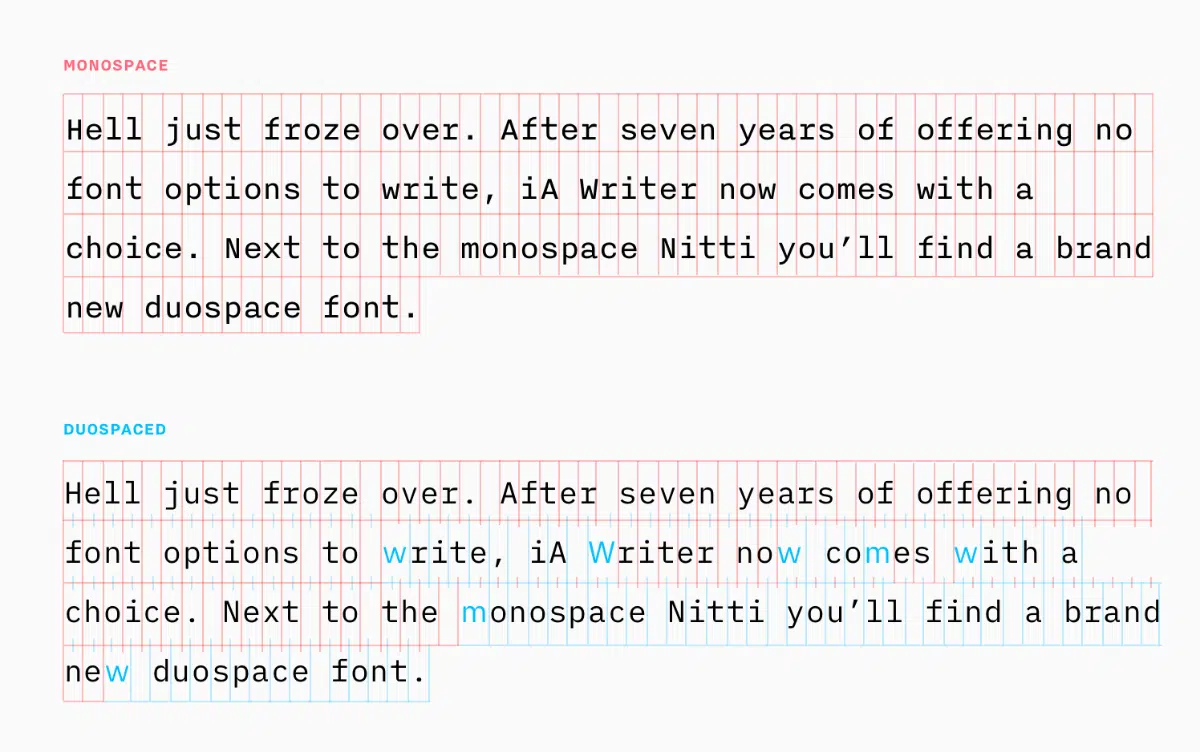 MONOSPACE
Hell just froze over. After seven years of offering no
font options to write, iA Writer now comes with a
choice. Next to the monospace Nitti you’ll find a brand
new duospace font.
DUOSPACED
Hell just froze over. After seven years of offering no
font options to write, iA Writer now comes with a
choice. Next to the monospace Nitti you’ll find a brand
new duospace font.